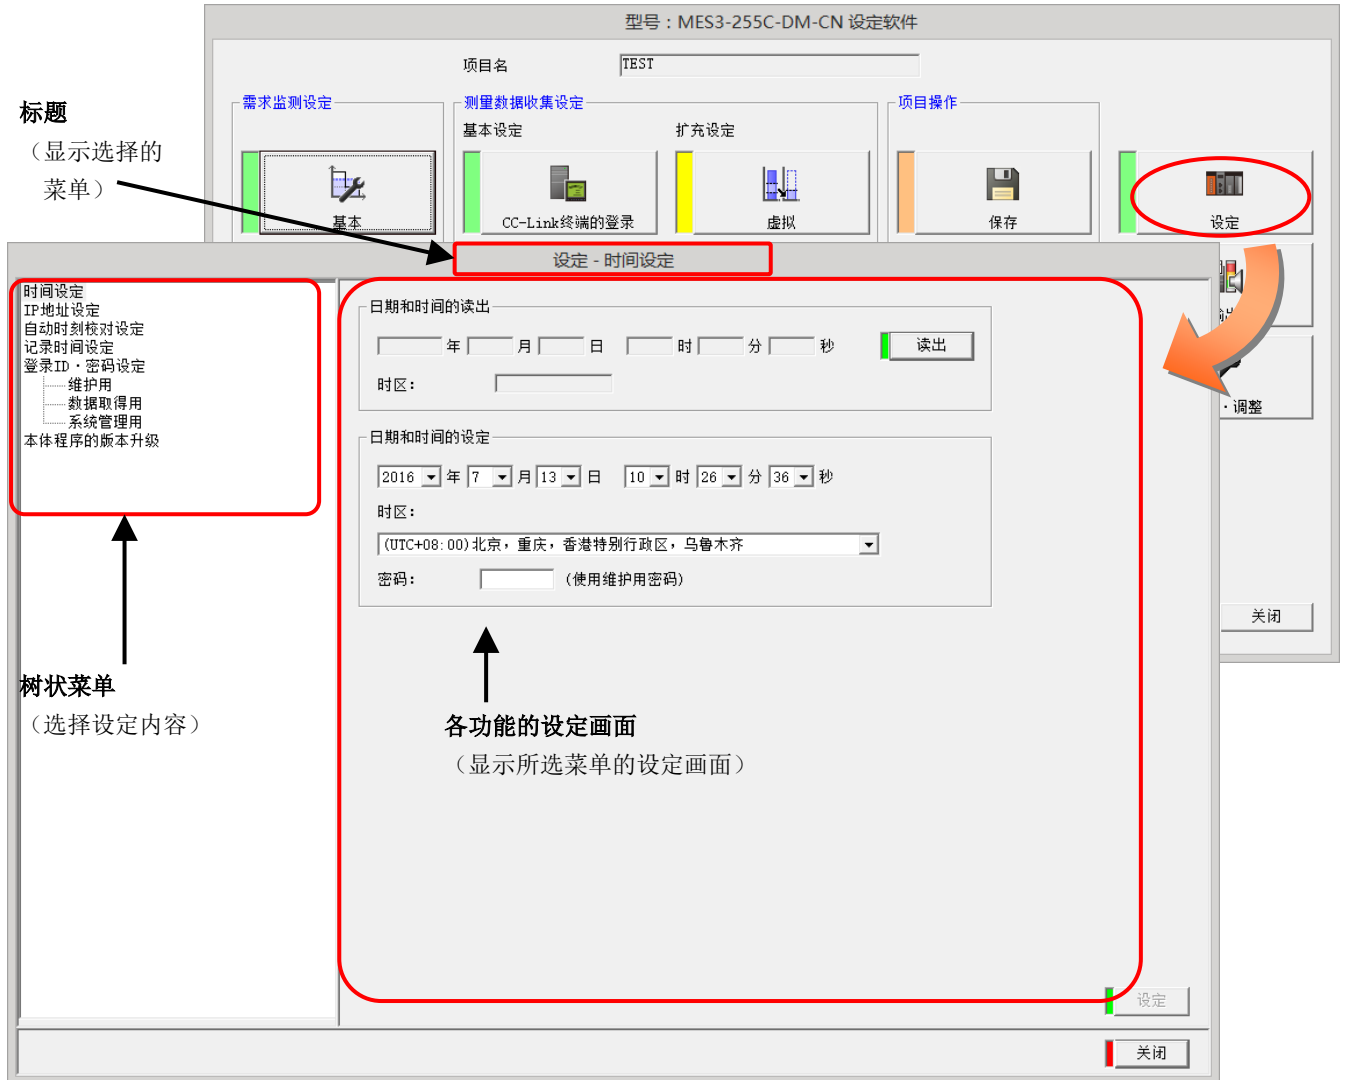 型号：MES3-255C-DM-CN 设定软件
项目名 TEST
需求监测设定 测量数据收集设定 项目操作
基本设定 扩充设定
基本 CC-Link终端的登录 虚拟 保存 设定
标题
（显示选择的
菜单）
设定 - 时间设定
时间设定
IP地址设定
自动时刻核对设定
记录时间设定
登录ID・密码设定
维护用
数据取得用
系统管理用
本体程序的版本升级
日期和时间的读出
年 月 日 时 分 秒 读出
时区：
日期和时间的设定
2016 年 7 月 13 日 10 时 26 分 36 秒
时区：
(UTC+08:00)北京，重庆，香港特别行政区，乌鲁木齐
密码： (使用维护用密码)
・调整
关闭
树状菜单
（选择设定内容）
各功能的设定画面
（显示所选菜单的设定画面）
设定
关闭